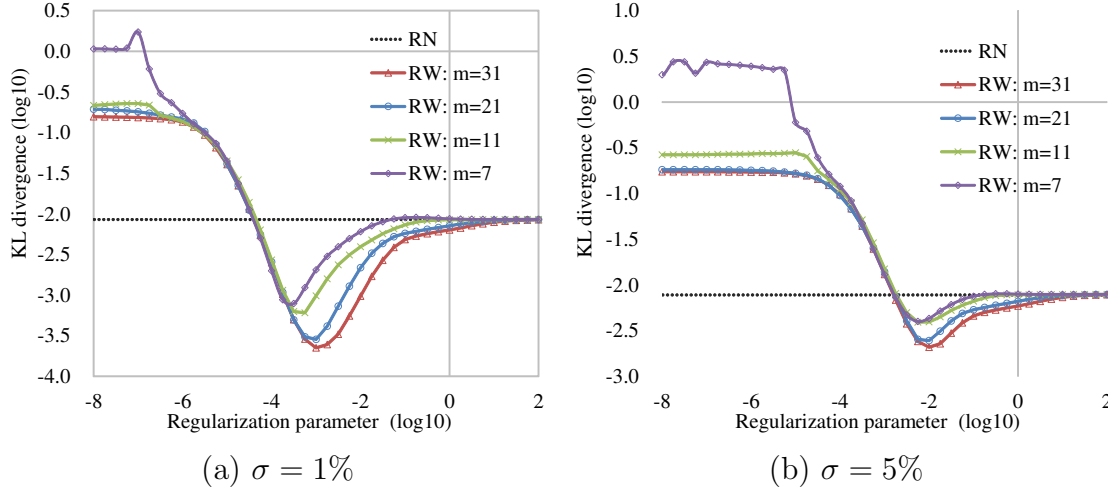 0.5
0.0
-0.5
-1.0
-1.5
-2.0
-2.5
-3.0
-3.5
-4.0
KL divergence (log10)
RN
RW: m=31
RW: m=21
RW: m=11
RW: m=7
-8 -6 -4 -2 0 2
Regularization parameter (log10)
(a) σ = 1%
1.0
0.5
0.0
-0.5
-1.0
-1.5
-2.0
-2.5
-3.0
KL divergence (log10)
RN
RW: m=31
RW: m=21
RW: m=11
RW: m=7
-8 -6 -4 -2 0 2
Regularization parameter (log10)
(b) σ = 5%